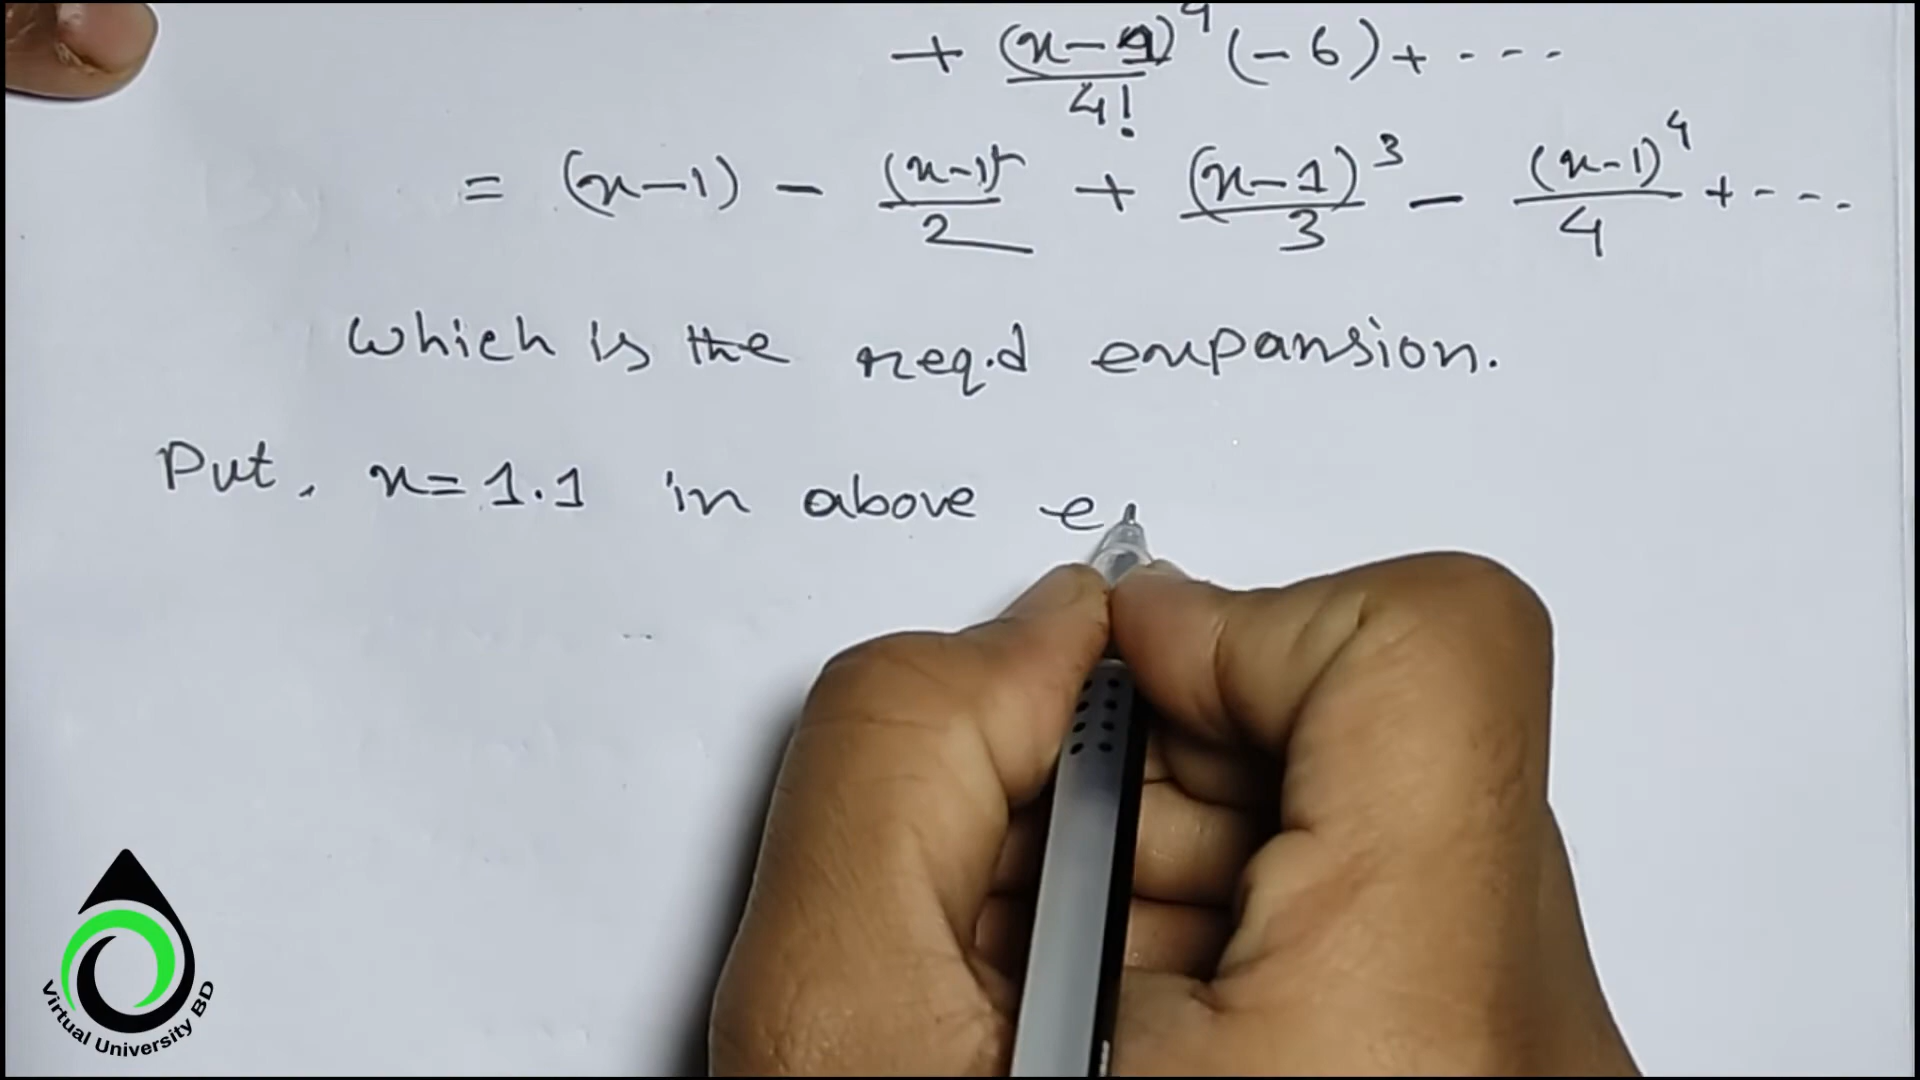 + (x-1)^4/4! (-6) + ----
= (x-1) - (x-1)^2/2 + (x-1)^3/3 - (x-1)^4/4 + ----
which is the req.d expansion.
Put, x=1.1 in above e
Virtual University BD